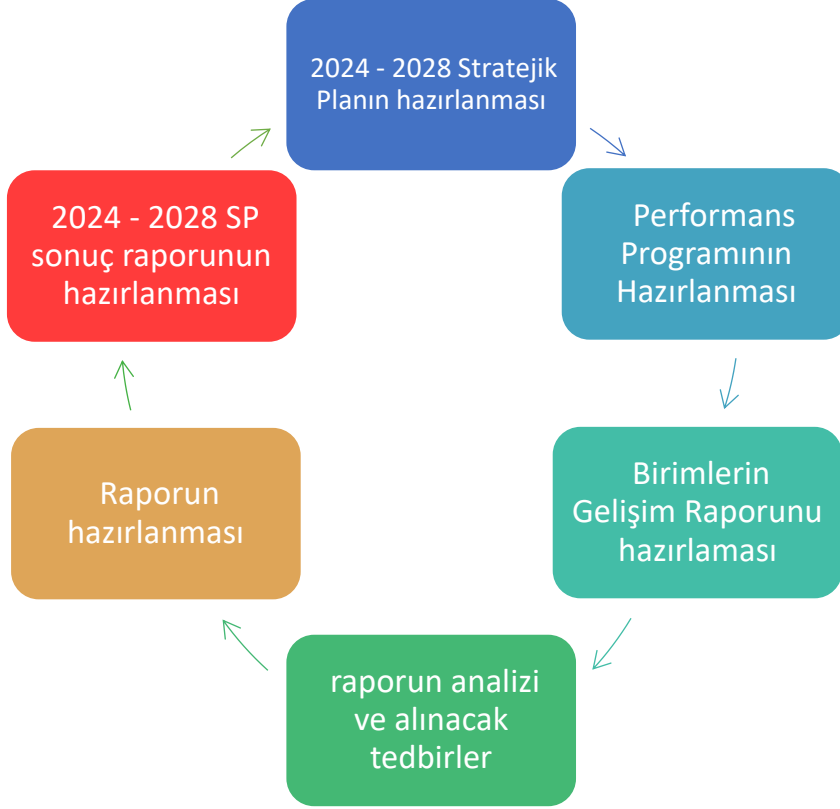 2024 - 2028 Stratejik
Planın hazırlanması
Performans
Programının
Hazırlanması
Birimlerin
Gelişim Raporunu
hazırlaması
raporun analizi
ve alınacak
tedbirler
Raporun
hazırlanması
2024 - 2028 SP
sonuç raporunun
hazırlanması